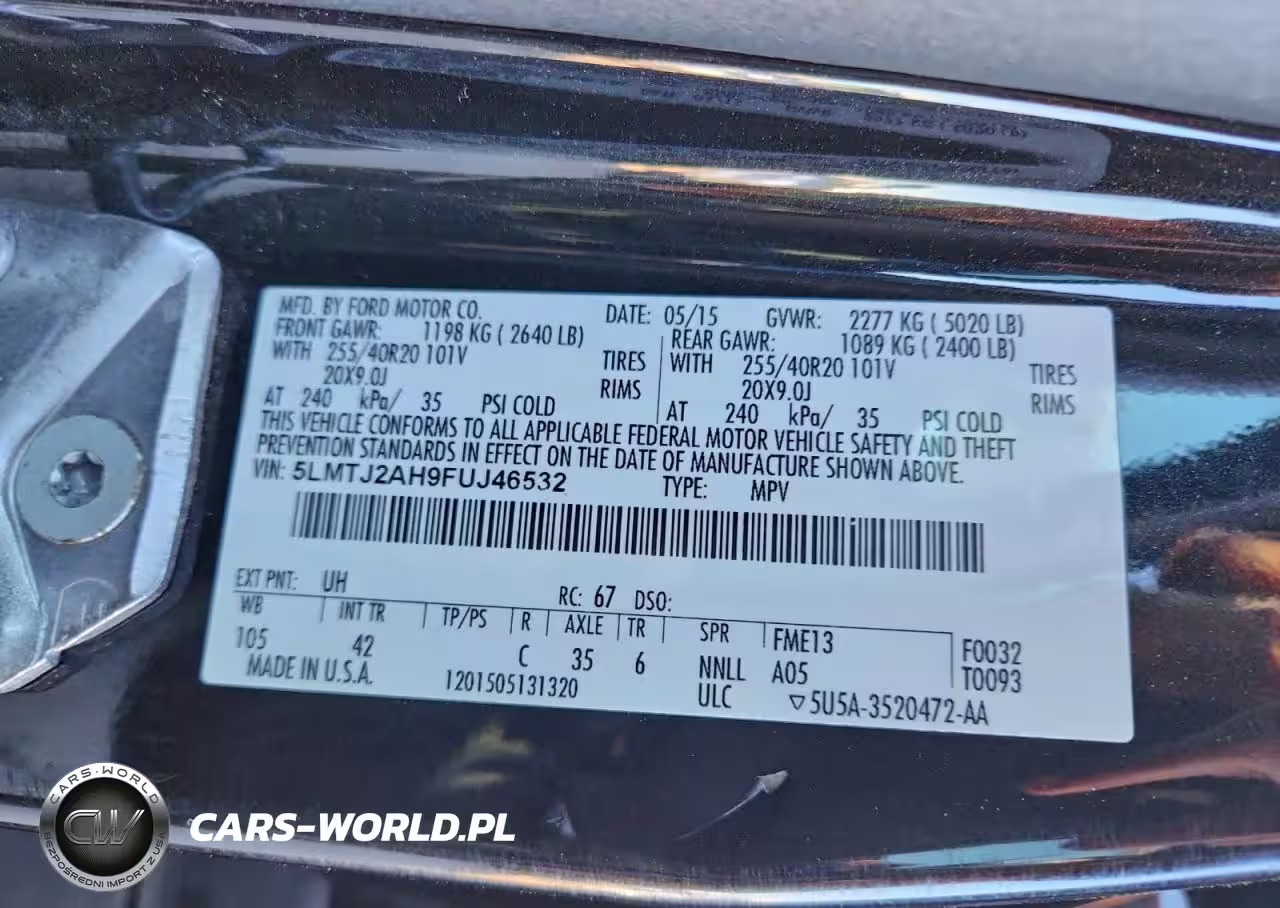 MFD. BY FORD MOTOR CO. DATE: 05/15 GVWR: 2277 KG ( 5020 LB)
FRONT GAWR: 1198 KG ( 2640 LB) REAR GAWR: 1089 KG ( 2400 LB)
WITH 255/40R20 101V TIRES WITH 255/40R20 101V TIRES
20X9.0J RIMS 20X9.0J RIMS
AT 240 kPa/ 35 PSI COLD AT 240 kPa/ 35 PSI COLD
THIS VEHICLE CONFORMS TO ALL APPLICABLE FEDERAL MOTOR VEHICLE SAFETY AND THEFT
PREVENTION STANDARDS IN EFFECT ON THE DATE OF MANUFACTURE SHOWN ABOVE.
VIN: 5LMTJ2AH9FUJ46532 TYPE: MPV
EXT PNT: UH RC: 67 DSO:
WB INT TR TP/PS R AXLE TR SPR FME13 F0032
105 42 C 35 6 NNLL A05 T0093
MADE IN U.S.A. 1201505131320 ULC ▽5U5A-3520472-AA
CARS-WORLD
CW
BEZPOŚREDNI IMPORT Z USA
CARS-WORLD.PL